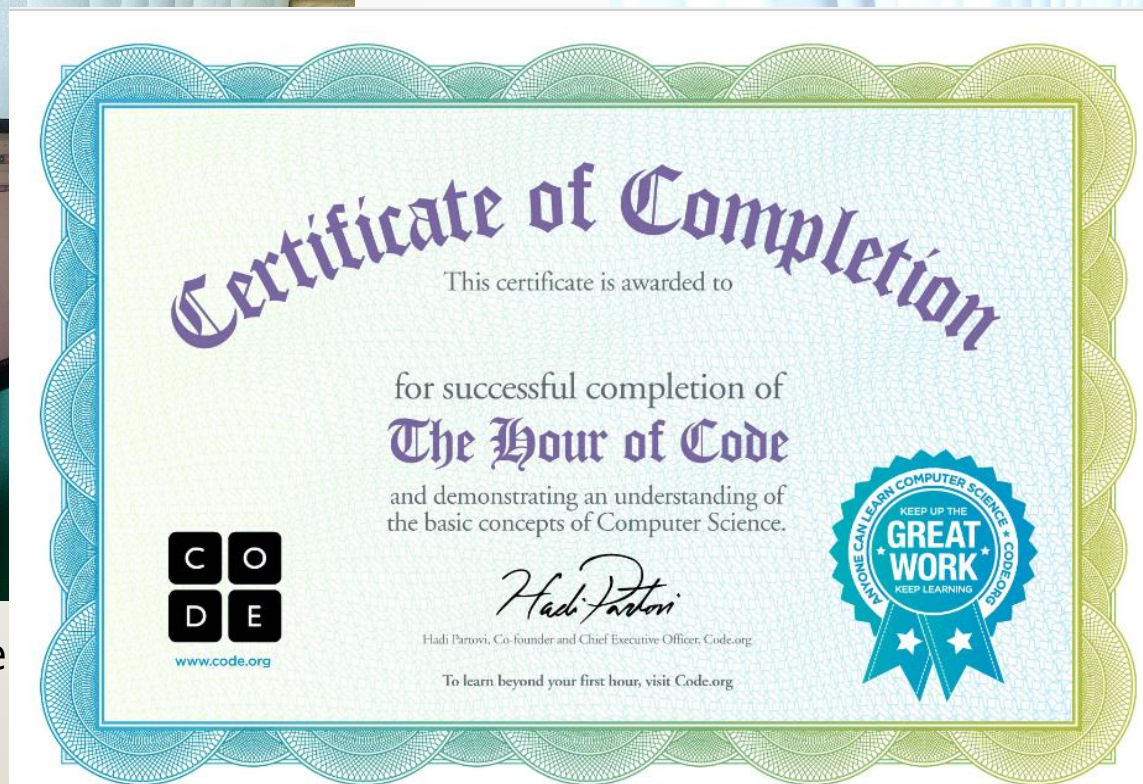 Certificate of Completion
This certificate is awarded to
for successful completion of
The Hour of Code
and demonstrating an understanding of
the basic concepts of Computer Science.
Hadi Partovi
Hadi Partovi, Co-founder and Chief Executive Officer, Code.org
To learn beyond your first hour, visit Code.org
C O
D E
www.code.org
ANYONE CAN LEARN COMPUTER SCIENCE * CODE.ORG
KEEP UP THE
GREAT
WORK
KEEP LEARNING
e